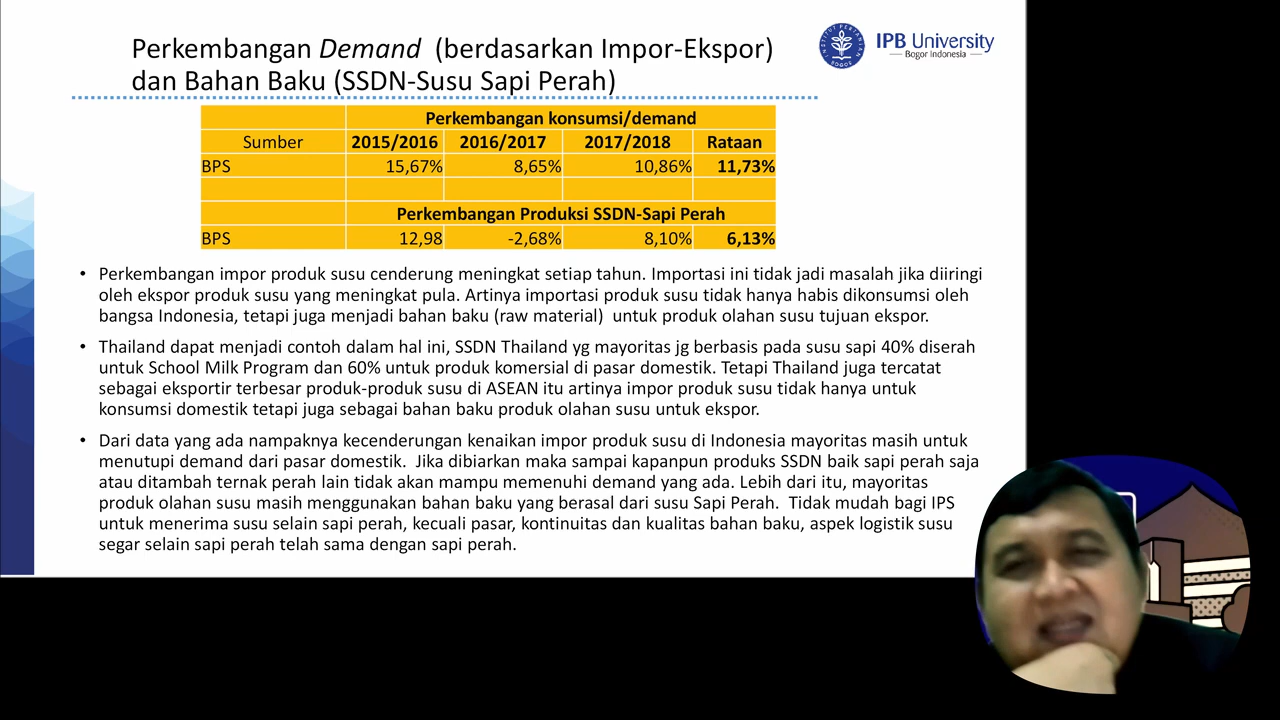 Perkembangan Demand (berdasarkan Impor-Ekspor)
dan Bahan Baku (SSDN-Susu Sapi Perah)
INSTITUT PERTANIAN
BOGOR
IPB University
Bogor Indonesia
Perkembangan konsumsi/demand
Sumber 2015/2016 2016/2017 2017/2018 Rataan
BPS 15,67% 8,65% 10,86% 11,73%
Perkembangan Produksi SSDN-Sapi Perah
BPS 12,98 -2,68% 8,10% 6,13%
• Perkembangan impor produk susu cenderung meningkat setiap tahun. Importasi ini tidak jadi masalah jika diiringi
oleh ekspor produk susu yang meningkat pula. Artinya importasi produk susu tidak hanya habis dikonsumsi oleh
bangsa Indonesia, tetapi juga menjadi bahan baku (raw material) untuk produk olahan susu tujuan ekspor.
• Thailand dapat menjadi contoh dalam hal ini, SSDN Thailand yg mayoritas jg berbasis pada susu sapi 40% diserah
untuk School Milk Program dan 60% untuk produk komersial di pasar domestik. Tetapi Thailand juga tercatat
sebagai eksportir terbesar produk-produk susu di ASEAN itu artinya impor produk susu tidak hanya untuk
konsumsi domestik tetapi juga sebagai bahan baku produk olahan susu untuk ekspor.
• Dari data yang ada nampaknya kecenderungan kenaikan impor produk susu di Indonesia mayoritas masih untuk
menutupi demand dari pasar domestik. Jika dibiarkan maka sampai kapanpun produks SSDN baik sapi perah saja
atau ditambah ternak perah lain tidak akan mampu memenuhi demand yang ada. Lebih dari itu, mayoritas
produk olahan susu masih menggunakan bahan baku yang berasal dari susu Sapi Perah. Tidak mudah bagi IPS
untuk menerima susu selain sapi perah, kecuali pasar, kontinuitas dan kualitas bahan baku, aspek logistik susu
segar selain sapi perah telah sama dengan sapi perah.